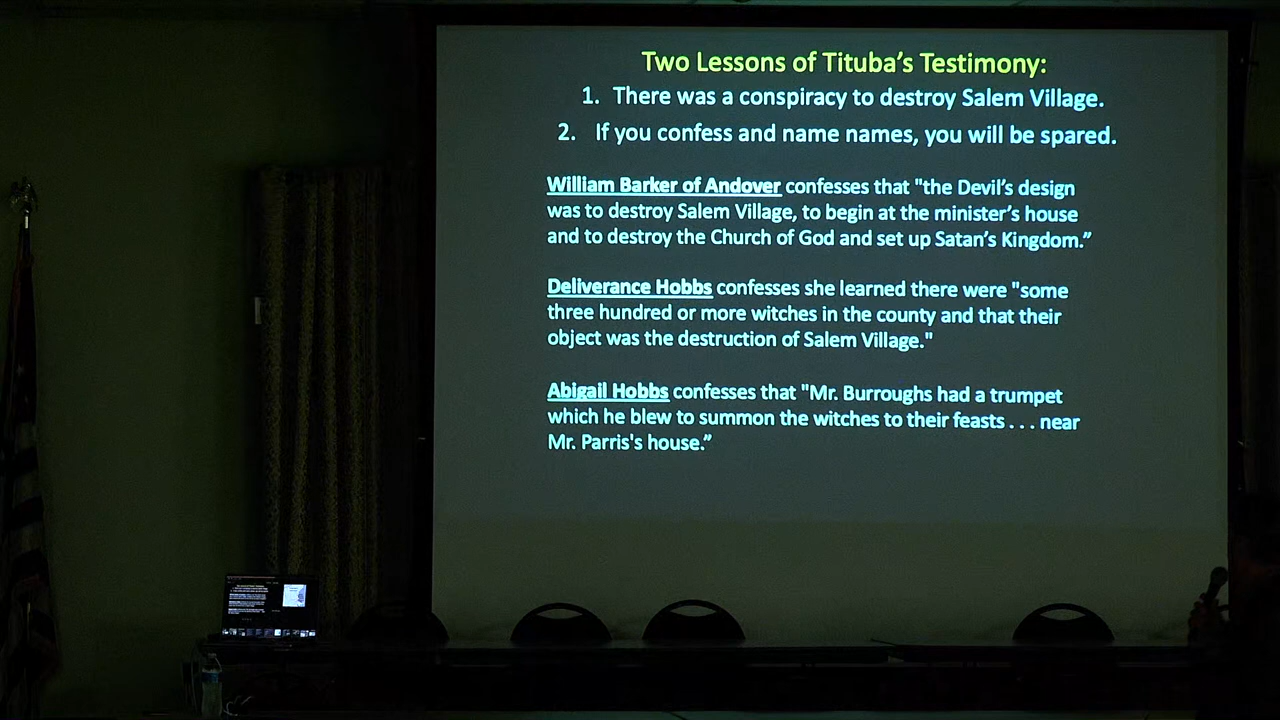 Two Lessons of Tituba's Testimony:
1. There was a conspiracy to destroy Salem Village.
2. If you confess and name names, you will be spared.
William Barker of Andover confesses that "the Devil's design
was to destroy Salem Village, to begin at the minister's house
and to destroy the Church of God and set up Satan's Kingdom."
Deliverance Hobbs confesses she learned there were "some
three hundred or more witches in the county and that their
object was the destruction of Salem Village."
Abigail Hobbs confesses that "Mr. Burroughs had a trumpet
which he blew to summon the witches to their feasts . . . near
Mr. Parris's house."